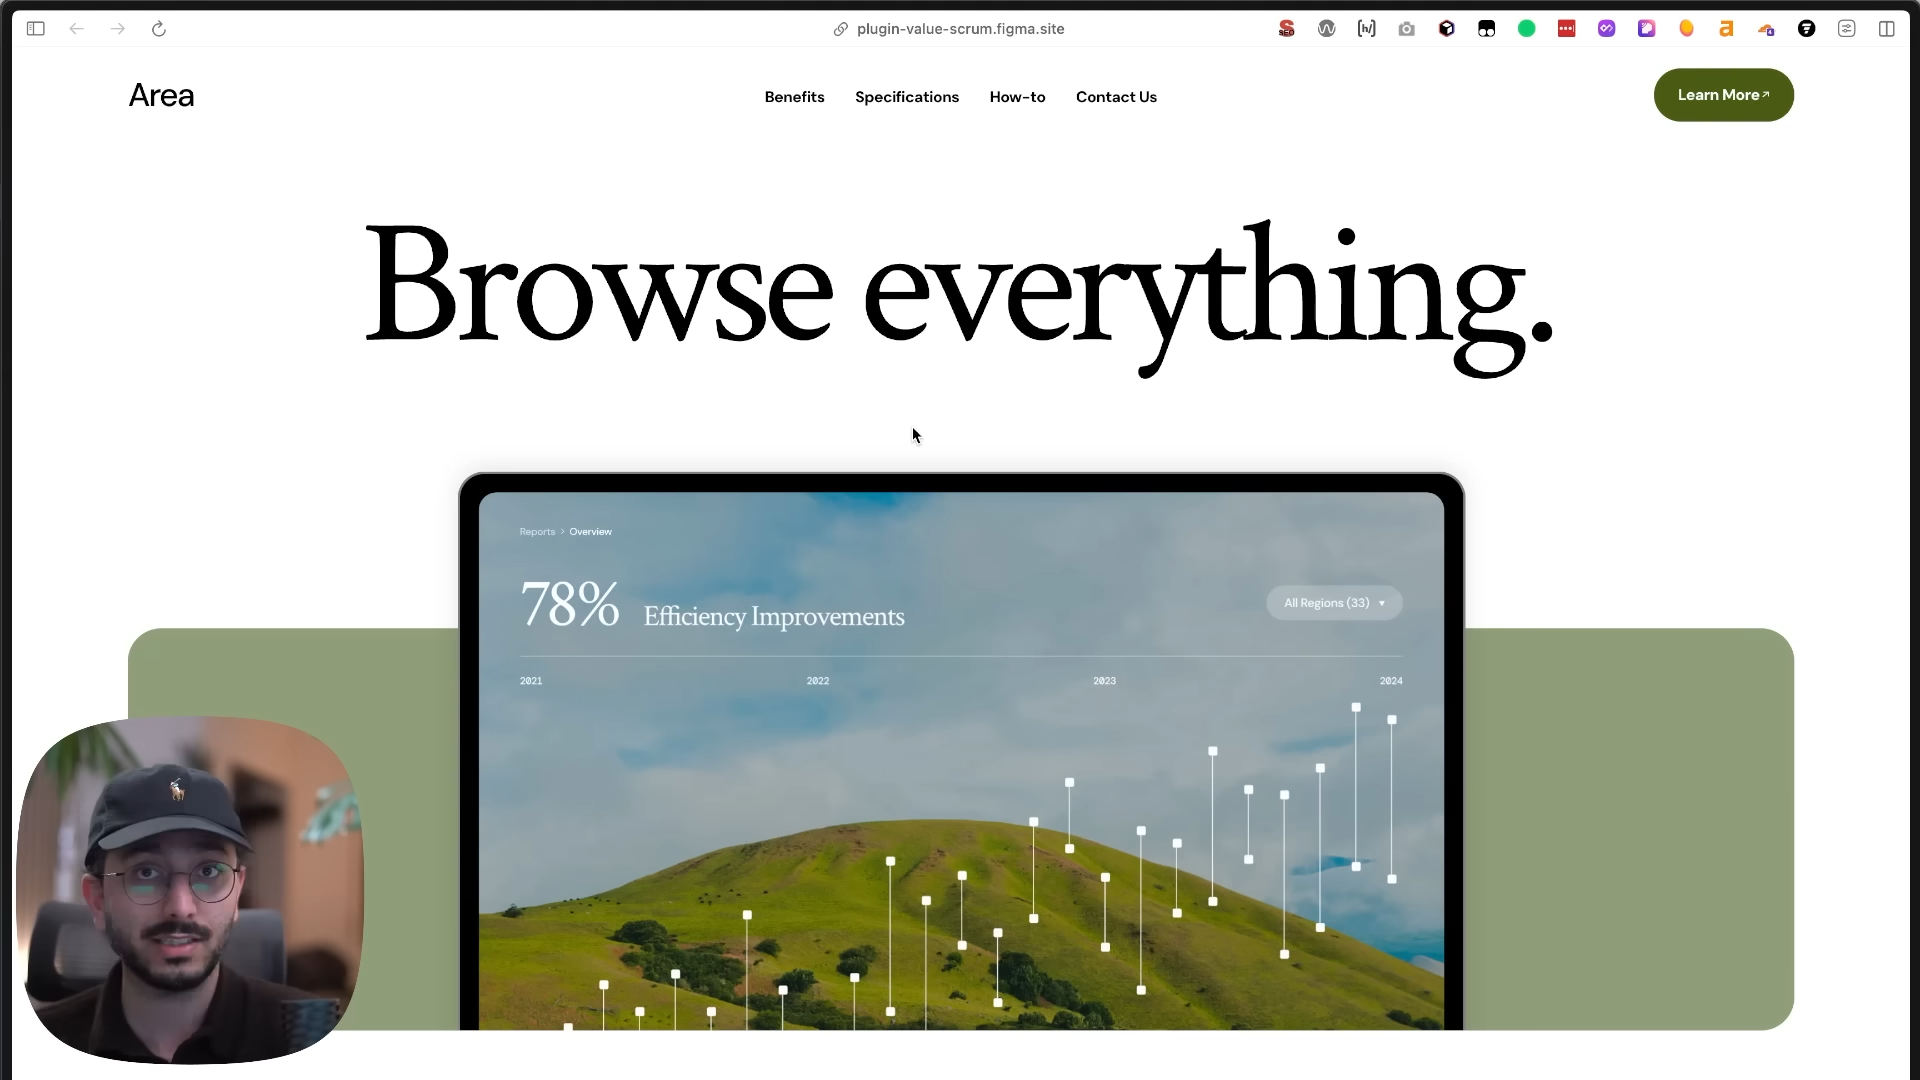 plugin-value-scrum.figma.site
SEO
Area
Benefits
Specifications
How-to
Contact Us
Learn More↗
Browse everything.
Reports > Overview
78%
Efficiency Improvements
All Regions (33) ▼
2021
2022
2023
2024